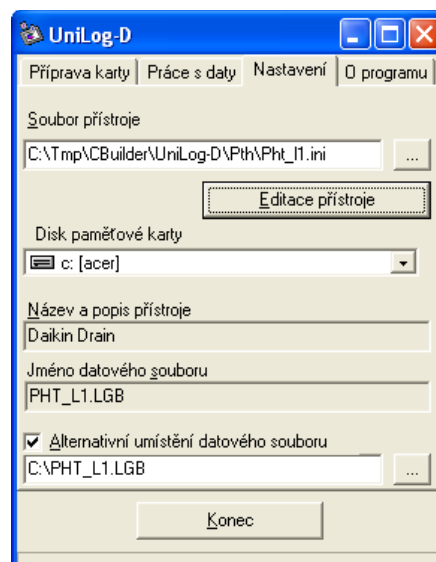 UniLog-D
Příprava karty Práce s daty Nastavení O programu
Soubor přístroje
C:\Tmp\CBuilder\UniLog-D\Pth\Pht_l1.ini
...
Editace přístroje
Disk paměťové karty
c: [acer]
Název a popis přístroje
Daikin Drain
Jméno datového souboru
PHT_L1.LGB
Alternativní umístění datového souboru
C:\PHT_L1.LGB
...
Konec